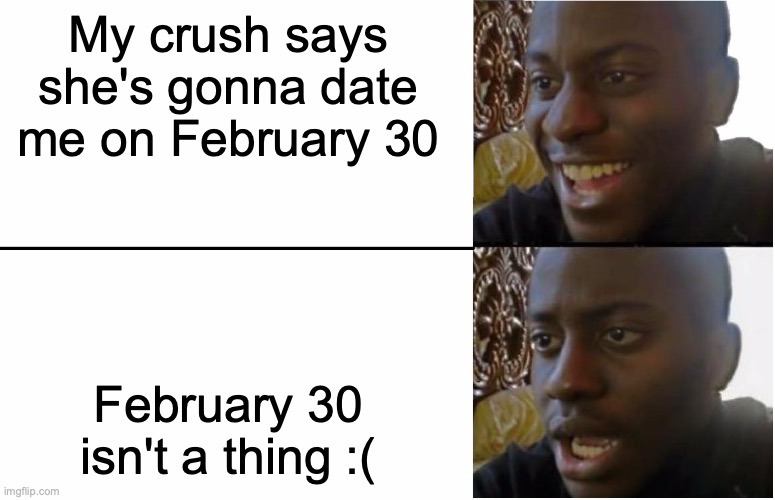 My crush says
she's gonna date
me on February 30
February 30
isn't a thing :(
imgflip.com